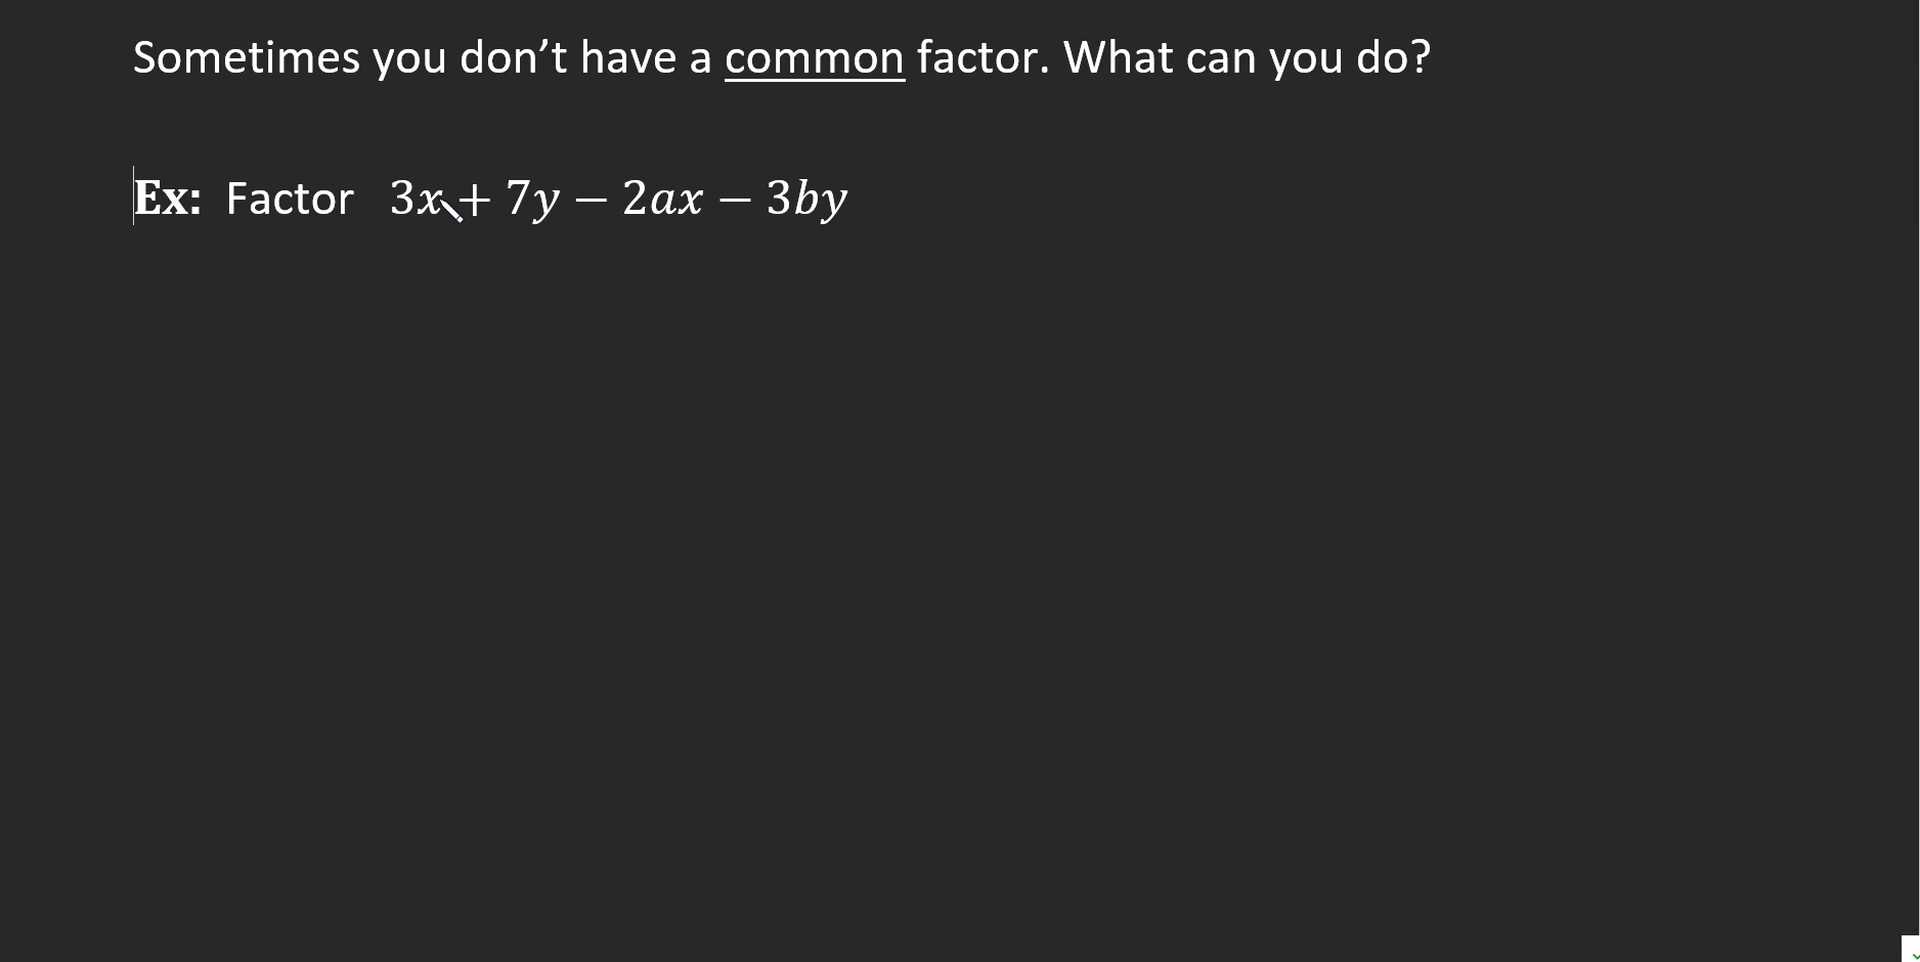 Sometimes you don’t have a common factor. What can you do?
Ex: Factor 3x + 7y − 2ax − 3by